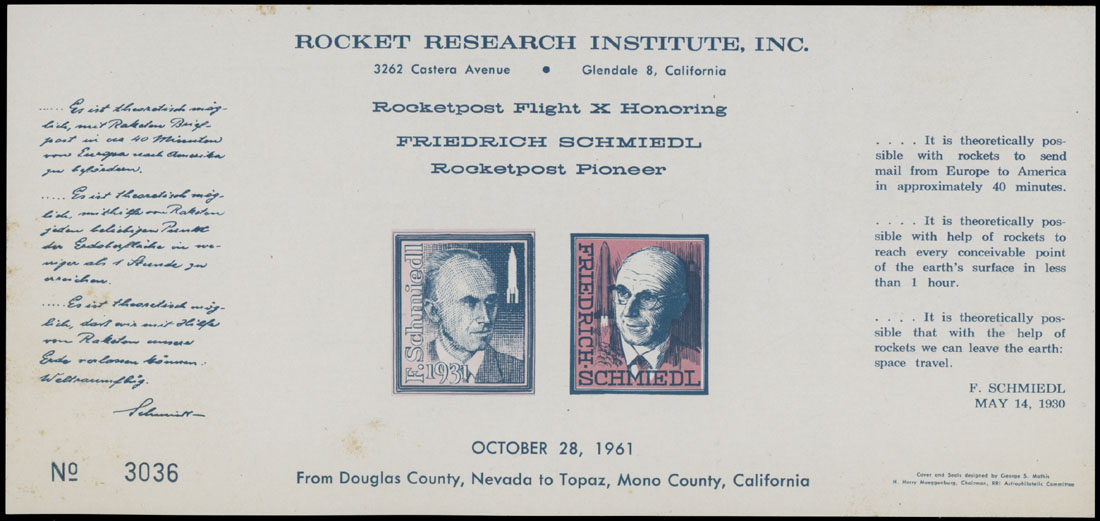 ROCKET RESEARCH INSTITUTE, INC.
3262 Castera Avenue • Glendale 8, California
Rocketpost Flight X Honoring
FRIEDRICH SCHMIEDL
Rocketpost Pioneer
..... Es ist theoretisch mög-
lich, mit Raketen Brief-
post in ca 40 Minuten
von Europa nach Amerika
zu befördern.
..... Es ist theoretisch mög-
lich, mit Hilfe von Raketen
jeden beliebigen Punkt
der Erdoberfläche in we-
niger als 1 Stunde zu
erreichen.
..... Es ist theoretisch mög-
lich, dass wir mit Hilfe
von Raketen unsere
Erde verlassen können:
Weltraumflug.
Schmiedl
F. Schmiedl
1931
FRIEDRICH·
SCHMIEDL
. . . . It is theoretically pos-
sible with rockets to send
mail from Europe to America
in approximately 40 minutes.
. . . . It is theoretically pos-
sible with help of rockets to
reach every conceivable point
of the earth's surface in less
than 1 hour.
. . . . It is theoretically pos-
sible that with the help of
rockets we can leave the earth:
space travel.
F. SCHMIEDL
MAY 14, 1930
OCTOBER 28, 1961
From Douglas County, Nevada to Topaz, Mono County, California
No 3036
Cover and Seals designed by George S. Mathis
H. Harry Mueggenburg, Chairman, RRI Astrophilatelic Committee